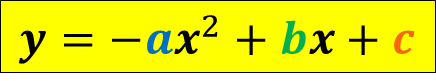 y = −ax² + bx + c